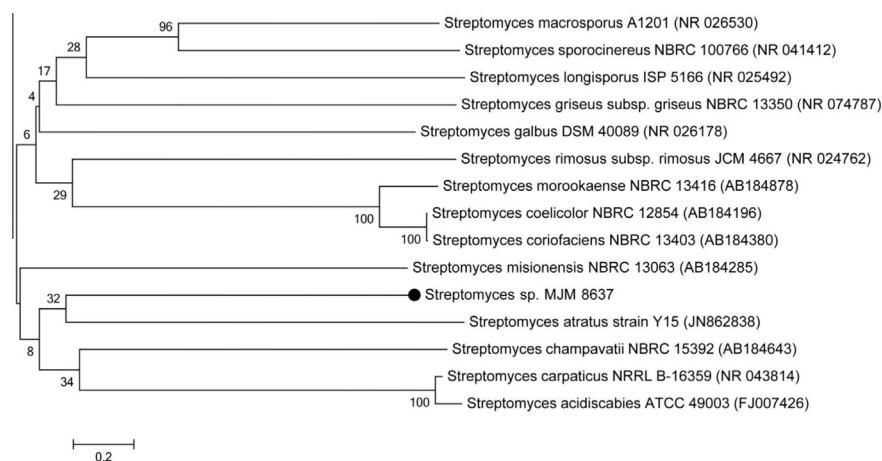 96
Streptomyces macrosporus A1201 (NR 026530)
28
Streptomyces sporocinereus NBRC 100766 (NR 041412)
17
Streptomyces longisporus ISP 5166 (NR 025492)
4
Streptomyces griseus subsp. griseus NBRC 13350 (NR 074787)
6
Streptomyces galbus DSM 40089 (NR 026178)
Streptomyces rimosus subsp. rimosus JCM 4667 (NR 024762)
29
Streptomyces morookaense NBRC 13416 (AB184878)
100
Streptomyces coelicolor NBRC 12854 (AB184196)
100
Streptomyces coriofaciens NBRC 13403 (AB184380)
Streptomyces misionensis NBRC 13063 (AB184285)
32
Streptomyces sp. MJM 8637
Streptomyces atratus strain Y15 (JN862838)
8
Streptomyces champavatii NBRC 15392 (AB184643)
34
Streptomyces carpaticus NRRL B-16359 (NR 043814)
100
Streptomyces acidiscabies ATCC 49003 (FJ007426)
0.2